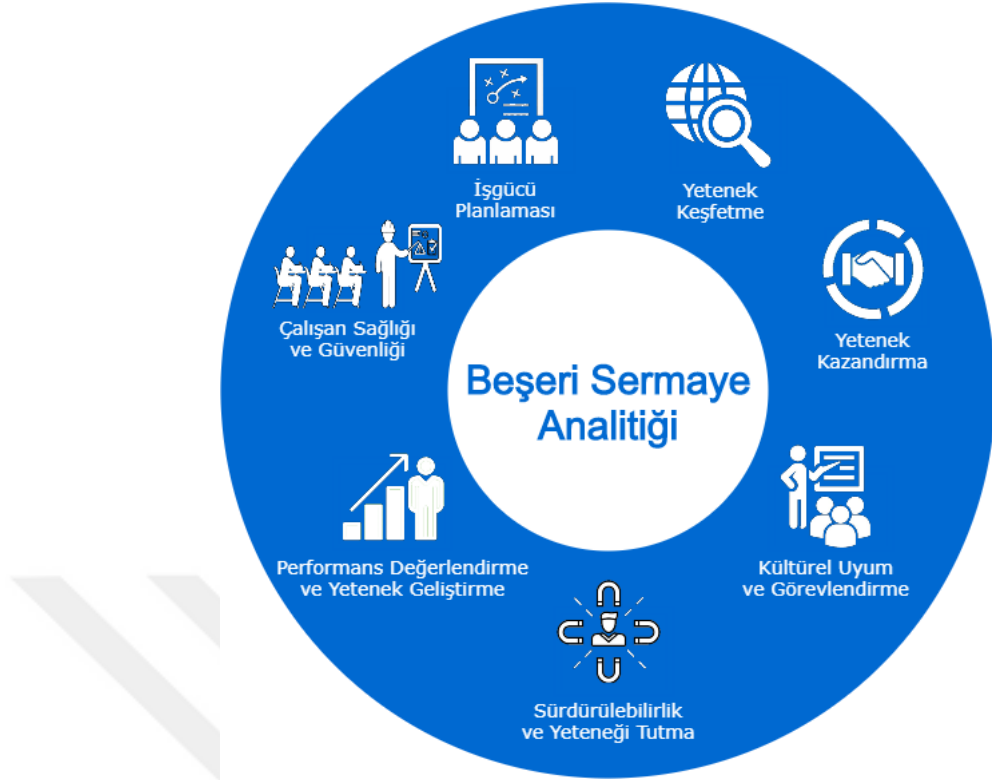 İşgücü
Planlaması
Yetenek
Keşfetme
Yetenek
Kazandırma
Kültürel Uyum
ve Görevlendirme
Sürdürülebilirlik
ve Yeteneği Tutma
Performans Değerlendirme
ve Yetenek Geliştirme
Çalışan Sağlığı
ve Güvenliği
Beşeri Sermaye
Analitiği